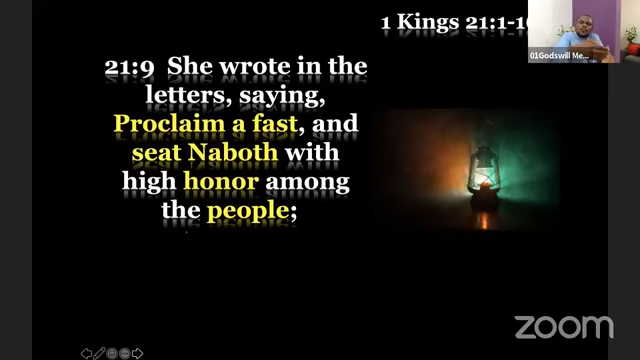 1 Kings 21:1-16
01Godswill Me...
21:9 She wrote in the
letters, saying,
Proclaim a fast, and
seat Naboth with
high honor among
the people;
zoom